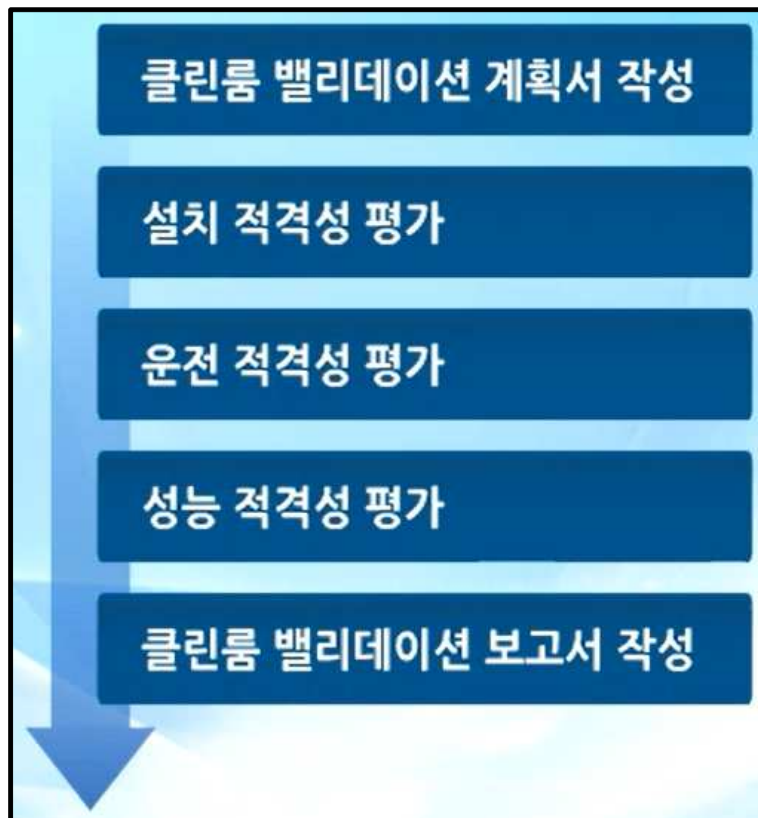 클린룸 밸리데이션 계획서 작성
설치 적격성 평가
운전 적격성 평가
성능 적격성 평가
클린룸 밸리데이션 보고서 작성